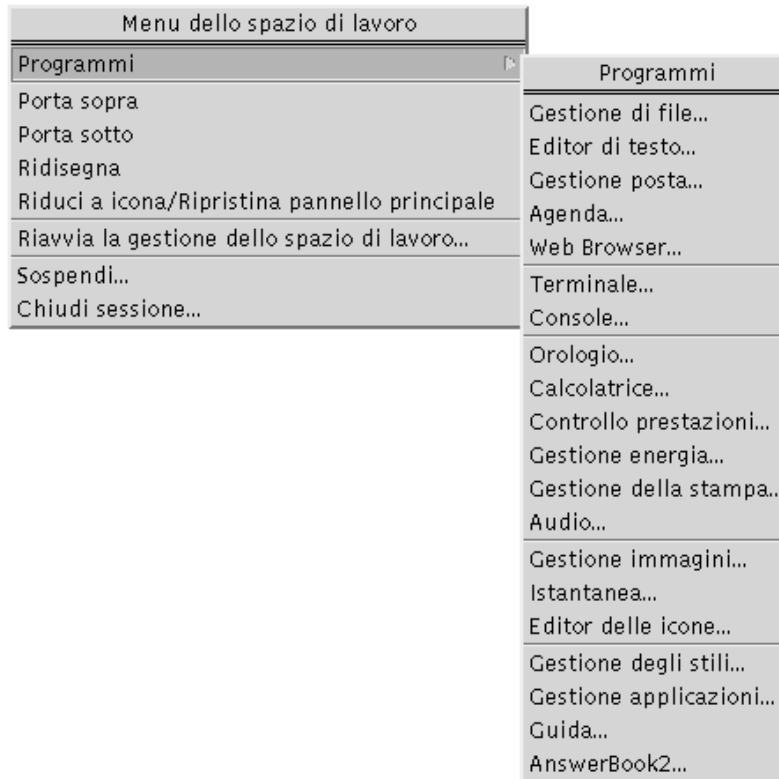 Menu dello spazio di lavoro
Programmi
Porta sopra
Porta sotto
Ridisegna
Riduci a icona/Ripristina pannello principale
Riavvia la gestione dello spazio di lavoro...
Sospendi...
Chiudi sessione...
Programmi
Gestione di file...
Editor di testo...
Gestione posta...
Agenda...
Web Browser...
Terminale...
Console...
Orologio...
Calcolatrice...
Controllo prestazioni...
Gestione energia...
Gestione della stampa..
Audio...
Gestione immagini...
Istantanea...
Editor delle icone...
Gestione degli stili...
Gestione applicazioni...
Guida...
AnswerBook2...